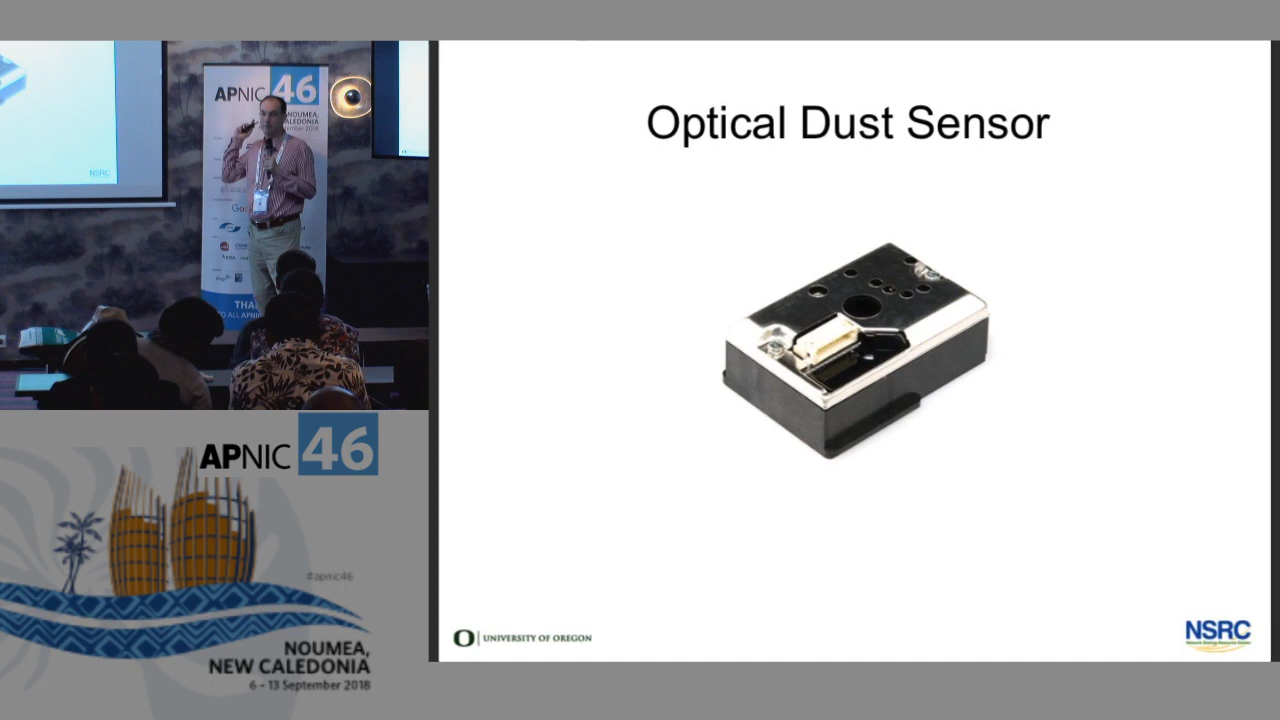 NSRC
APNIC 46
NOUMEA,
APNIC 46
#apnic46
NOUMEA,
NEW CALEDONIA
6 – 13 September 2018
Optical Dust Sensor
O UNIVERSITY OF OREGON
NSRC